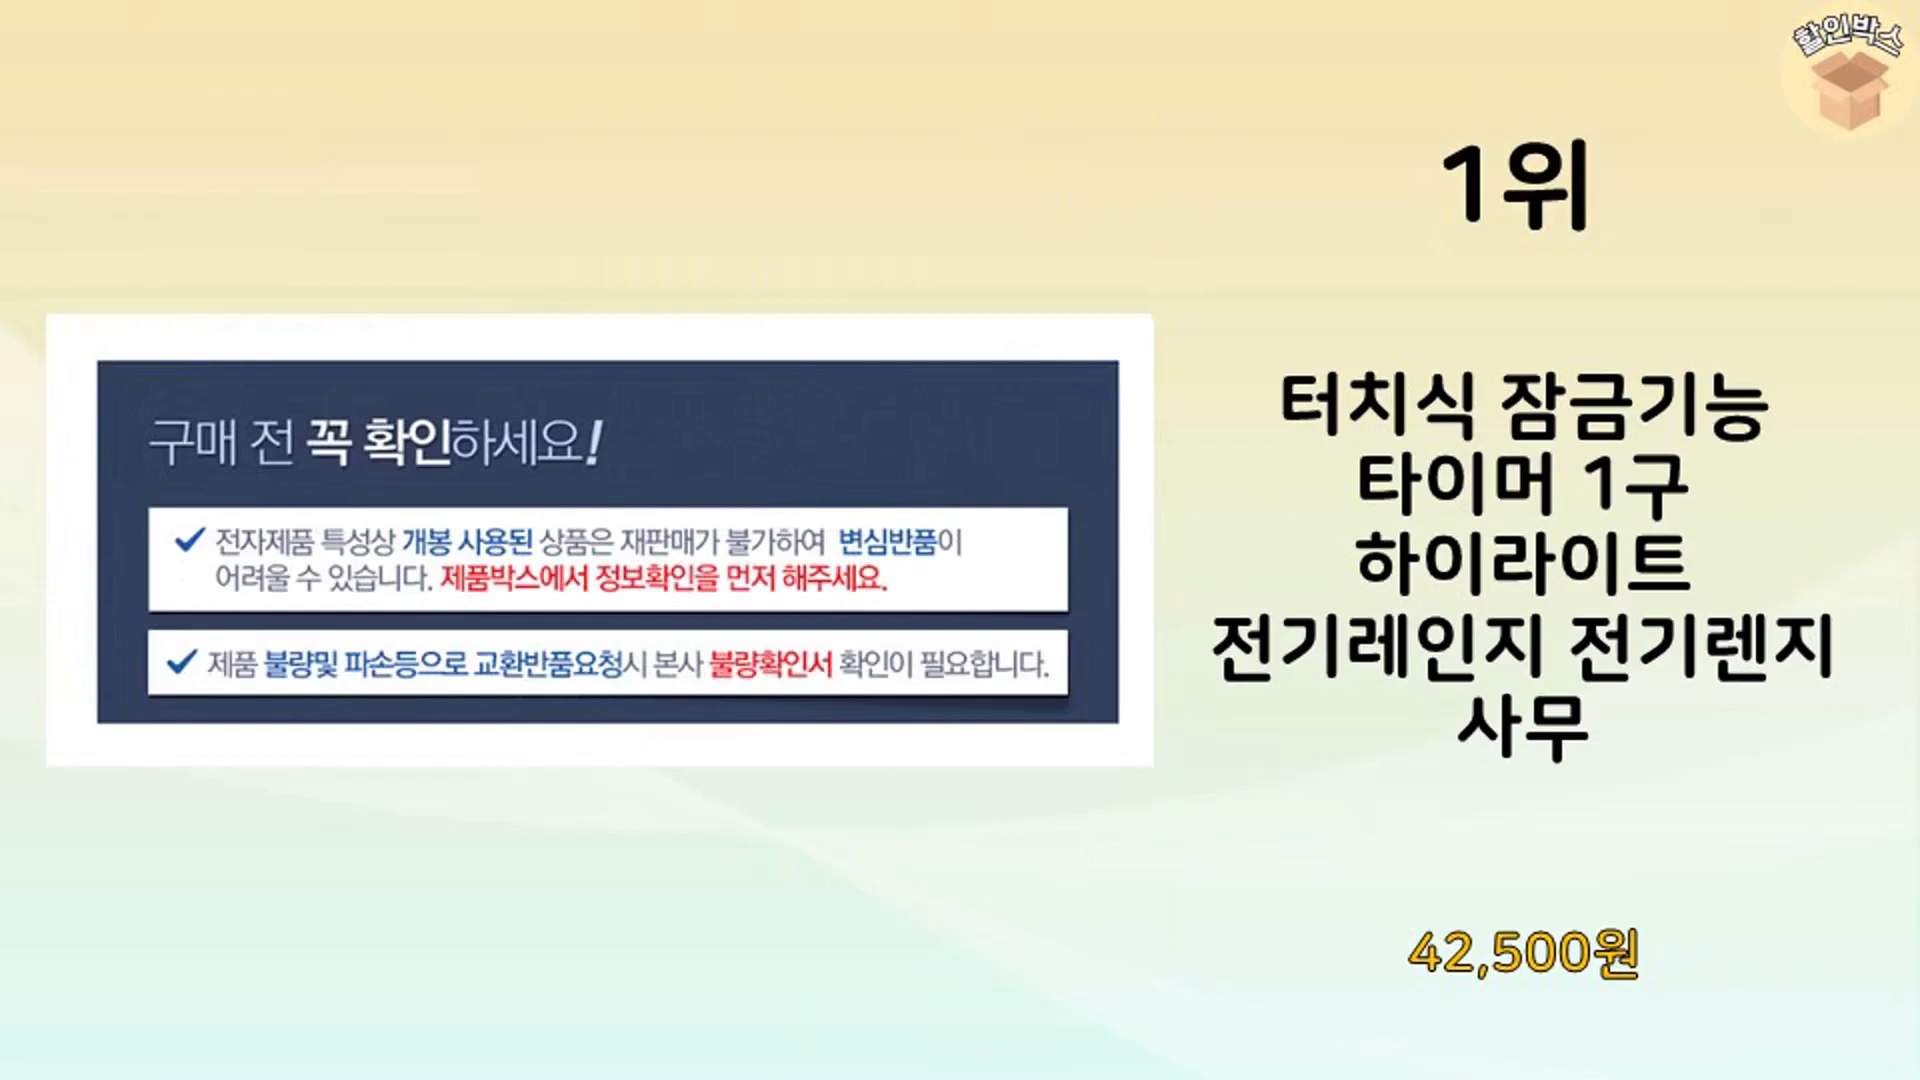 할인박스
1위
구매 전 꼭 확인하세요!
전자제품 특성상 개봉 사용된 상품은 재판매가 불가하여 변심반품이
어려울 수 있습니다. 제품박스에서 정보확인을 먼저 해주세요.
제품 불량및 파손등으로 교환반품요청시 본사 불량확인서 확인이 필요합니다.
터치식 잠금기능
타이머 1구
하이라이트
전기레인지 전기렌지
사무
42,500원